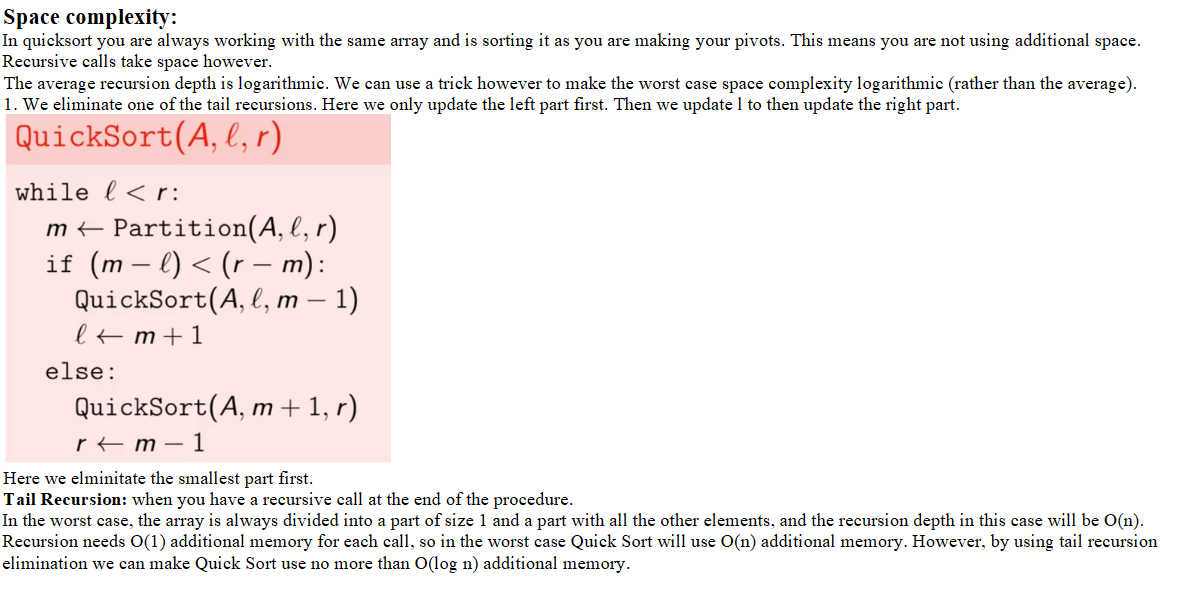 Space complexity:
In quicksort you are always working with the same array and is sorting it as you are making your pivots. This means you are not using additional space.
Recursive calls take space however.
The average recursion depth is logarithmic. We can use a trick however to make the worst case space complexity logarithmic (rather than the average).
1. We eliminate one of the tail recursions. Here we only update the left part first. Then we update l to then update the right part.
QuickSort(A, ℓ, r)
while ℓ < r:
m ← Partition(A, ℓ, r)
if (m − ℓ) < (r − m):
QuickSort(A, ℓ, m − 1)
ℓ ← m + 1
else:
QuickSort(A, m + 1, r)
r ← m − 1
Here we elminitate the smallest part first.
Tail Recursion: when you have a recursive call at the end of the procedure.
In the worst case, the array is always divided into a part of size 1 and a part with all the other elements, and the recursion depth in this case will be O(n).
Recursion needs O(1) additional memory for each call, so in the worst case Quick Sort will use O(n) additional memory. However, by using tail recursion
elimination we can make Quick Sort use no more than O(log n) additional memory.